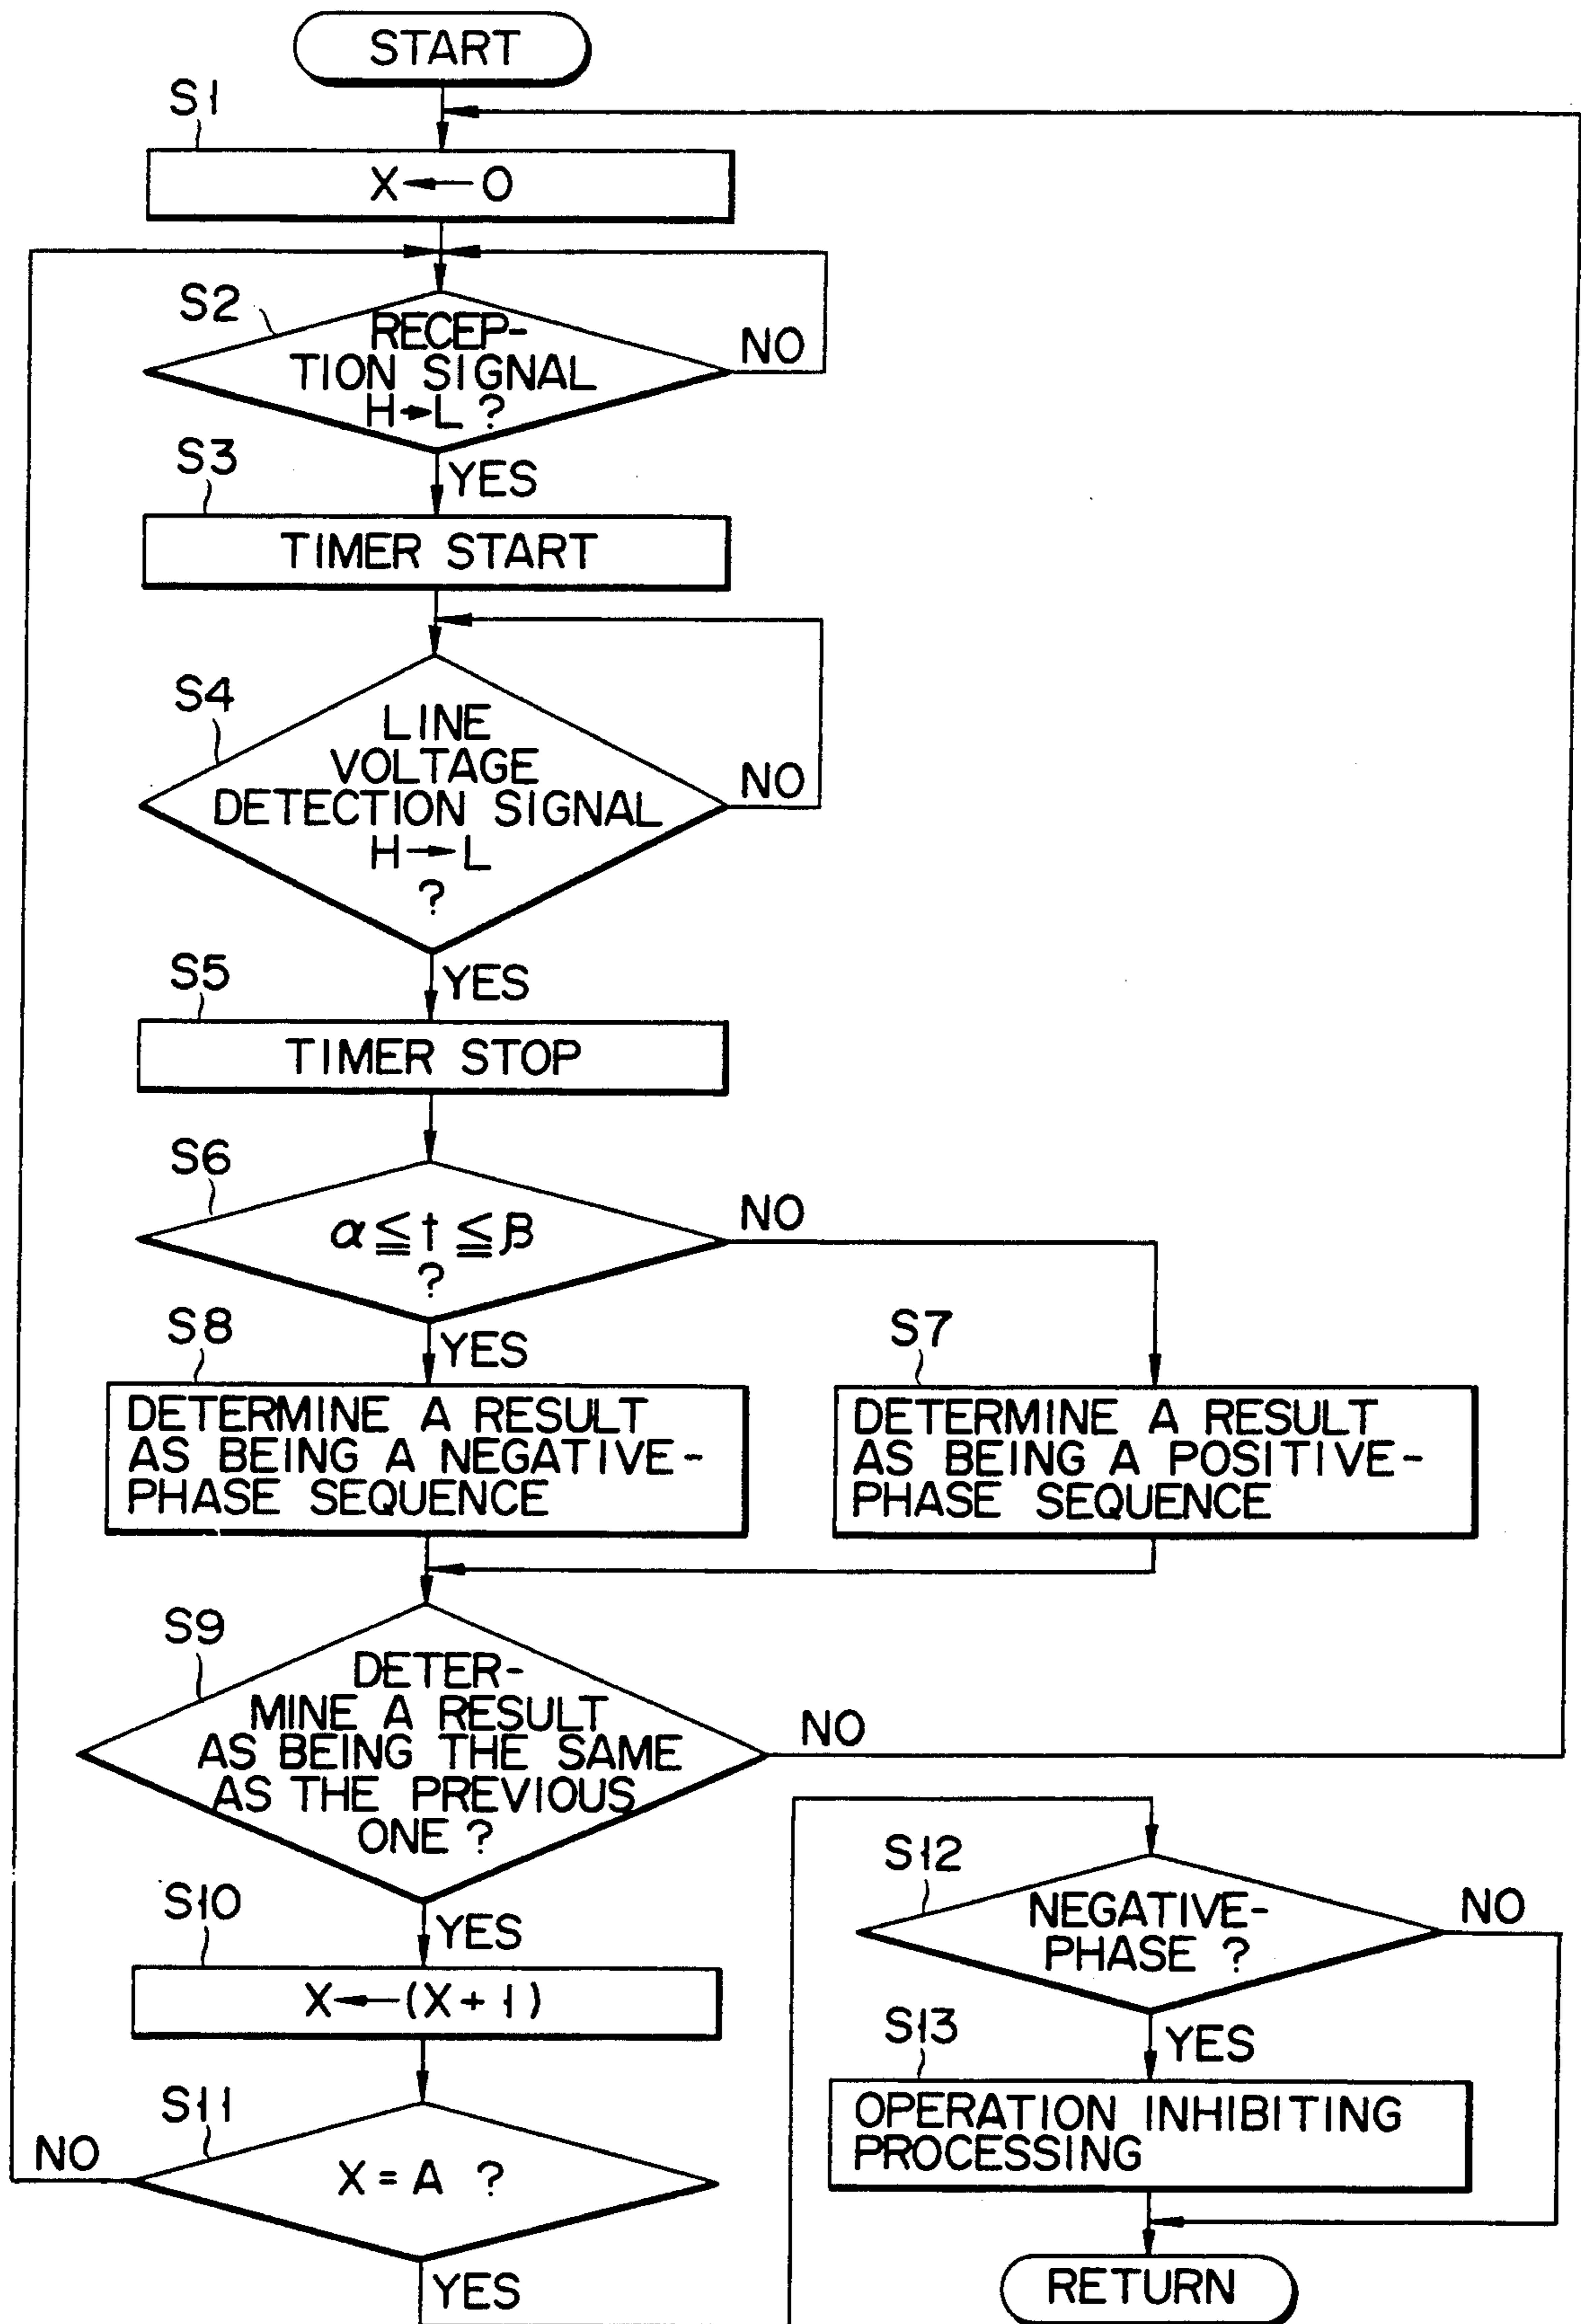 START
S1
X ← 0
S2
RECEP-
TION SIGNAL
H→L ?
NO
S3
YES
TIMER START
S4
LINE
VOLTAGE
DETECTION SIGNAL
H→L
?
NO
S5
YES
TIMER STOP
S6
α ≦ t ≦ β
?
NO
S8
YES
DETERMINE A RESULT
AS BEING A NEGATIVE-
PHASE SEQUENCE
S7
DETERMINE A RESULT
AS BEING A POSITIVE-
PHASE SEQUENCE
S9
DETER-
MINE A RESULT
AS BEING THE SAME
AS THE PREVIOUS
ONE ?
NO
S10
YES
X ← (X + 1)
S11
NO
X = A ?
YES
S12
NEGATIVE-
PHASE ?
NO
S13
YES
OPERATION INHIBITING
PROCESSING
RETURN